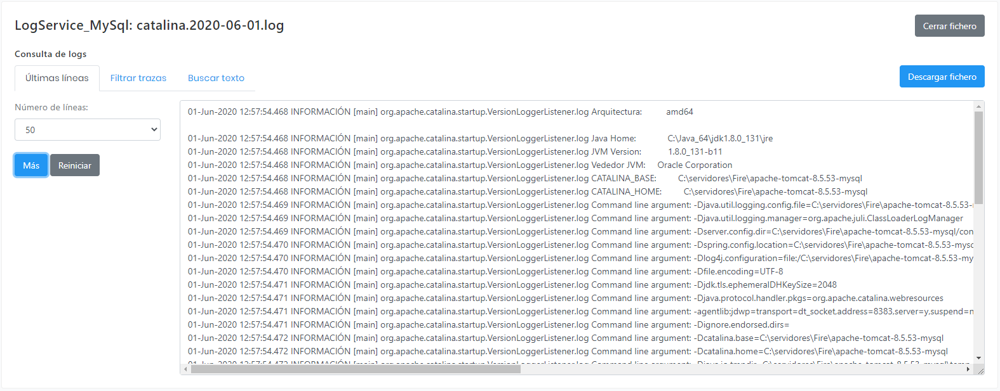 LogService_MySql: catalina.2020-06-01.log
Cerrar fichero
Consulta de logs
Últimas líneas
Filtrar trazas
Buscar texto
Descargar fichero
Número de líneas:
50
Más
Reiniciar
01-Jun-2020 12:57:54.468 INFORMACIÓN [main] org.apache.catalina.startup.VersionLoggerListener.log Arquitectura: amd64
01-Jun-2020 12:57:54.468 INFORMACIÓN [main] org.apache.catalina.startup.VersionLoggerListener.log Java Home: C:\Java_64\jdk1.8.0_131\jre
01-Jun-2020 12:57:54.468 INFORMACIÓN [main] org.apache.catalina.startup.VersionLoggerListener.log JVM Version: 1.8.0_131-b11
01-Jun-2020 12:57:54.468 INFORMACIÓN [main] org.apache.catalina.startup.VersionLoggerListener.log Vededor JVM: Oracle Corporation
01-Jun-2020 12:57:54.468 INFORMACIÓN [main] org.apache.catalina.startup.VersionLoggerListener.log CATALINA_BASE: C:\servidores\Fire\apache-tomcat-8.5.53-mysql
01-Jun-2020 12:57:54.468 INFORMACIÓN [main] org.apache.catalina.startup.VersionLoggerListener.log CATALINA_HOME: C:\servidores\Fire\apache-tomcat-8.5.53-mysql
01-Jun-2020 12:57:54.469 INFORMACIÓN [main] org.apache.catalina.startup.VersionLoggerListener.log Command line argument: -Djava.util.logging.config.file=C:\servidores\Fire\apache-tomcat-8.5.53-
01-Jun-2020 12:57:54.469 INFORMACIÓN [main] org.apache.catalina.startup.VersionLoggerListener.log Command line argument: -Djava.util.logging.manager=org.apache.juli.ClassLoaderLogManager
01-Jun-2020 12:57:54.469 INFORMACIÓN [main] org.apache.catalina.startup.VersionLoggerListener.log Command line argument: -Dserver.config.dir=C:\servidores\Fire\apache-tomcat-8.5.53-mysql/con
01-Jun-2020 12:57:54.470 INFORMACIÓN [main] org.apache.catalina.startup.VersionLoggerListener.log Command line argument: -Dspring.config.location=C:\servidores\Fire\apache-tomcat-8.5.53-mysq
01-Jun-2020 12:57:54.470 INFORMACIÓN [main] org.apache.catalina.startup.VersionLoggerListener.log Command line argument: -Dlog4j.configuration=file:/C:\servidores\Fire\apache-tomcat-8.5.53-my
01-Jun-2020 12:57:54.470 INFORMACIÓN [main] org.apache.catalina.startup.VersionLoggerListener.log Command line argument: -Dfile.encoding=UTF-8
01-Jun-2020 12:57:54.471 INFORMACIÓN [main] org.apache.catalina.startup.VersionLoggerListener.log Command line argument: -Djdk.tls.ephemeralDHKeySize=2048
01-Jun-2020 12:57:54.471 INFORMACIÓN [main] org.apache.catalina.startup.VersionLoggerListener.log Command line argument: -Djava.protocol.handler.pkgs=org.apache.catalina.webresources
01-Jun-2020 12:57:54.471 INFORMACIÓN [main] org.apache.catalina.startup.VersionLoggerListener.log Command line argument: -agentlib:jdwp=transport=dt_socket,address=8383,server=y,suspend=n
01-Jun-2020 12:57:54.471 INFORMACIÓN [main] org.apache.catalina.startup.VersionLoggerListener.log Command line argument: -Dignore.endorsed.dirs=
01-Jun-2020 12:57:54.472 INFORMACIÓN [main] org.apache.catalina.startup.VersionLoggerListener.log Command line argument: -Dcatalina.base=C:\servidores\Fire\apache-tomcat-8.5.53-mysql
01-Jun-2020 12:57:54.472 INFORMACIÓN [main] org.apache.catalina.startup.VersionLoggerListener.log Command line argument: -Dcatalina.home=C:\servidores\Fire\apache-tomcat-8.5.53-mysql